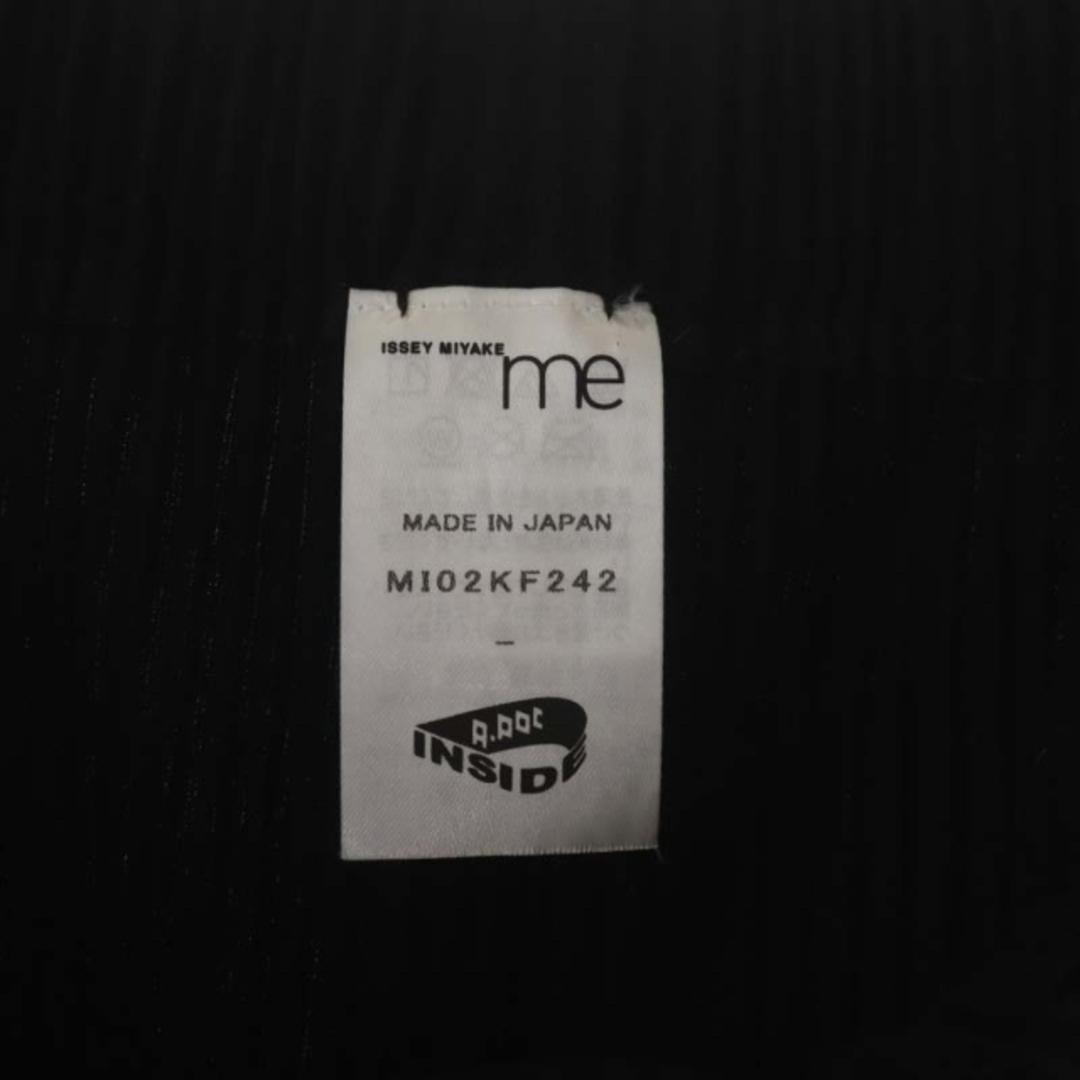 ISSEY MIYAKE me
MADE IN JAPAN
MI02KF242
–
A-POC
INSIDE